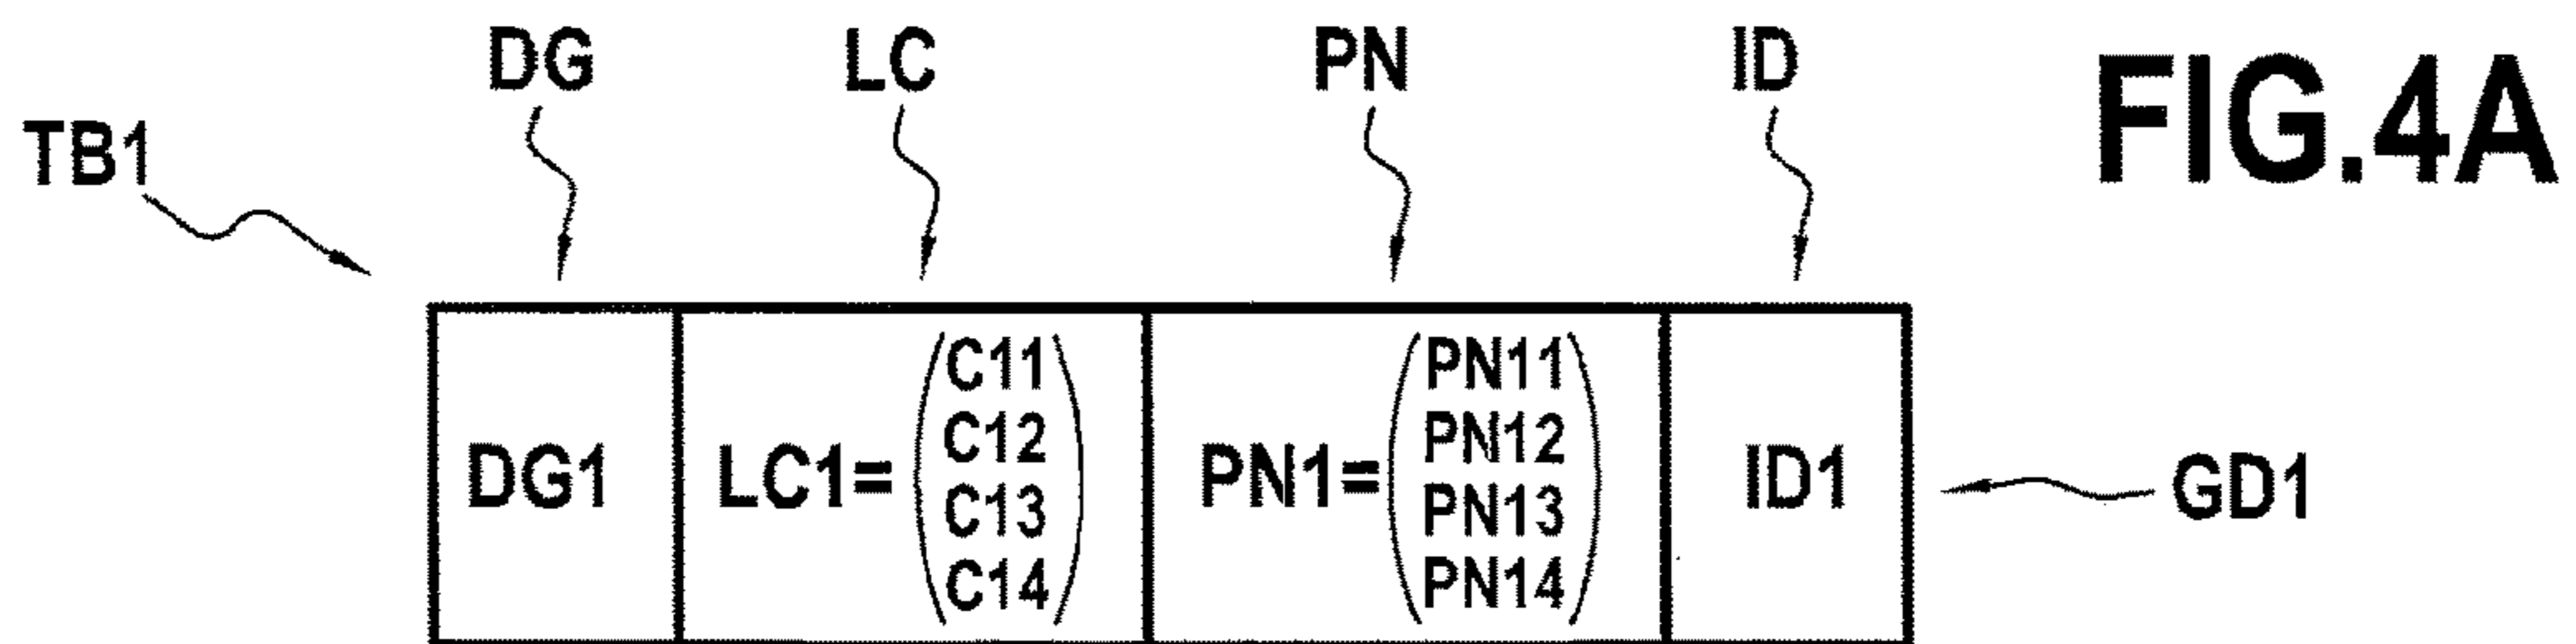 DG LC PN ID
FIG.4A
TB1
C11 PN11
C12 PN12
DG1 LC1= PN1= ID1 GD1
C13 PN13
C14 PN14